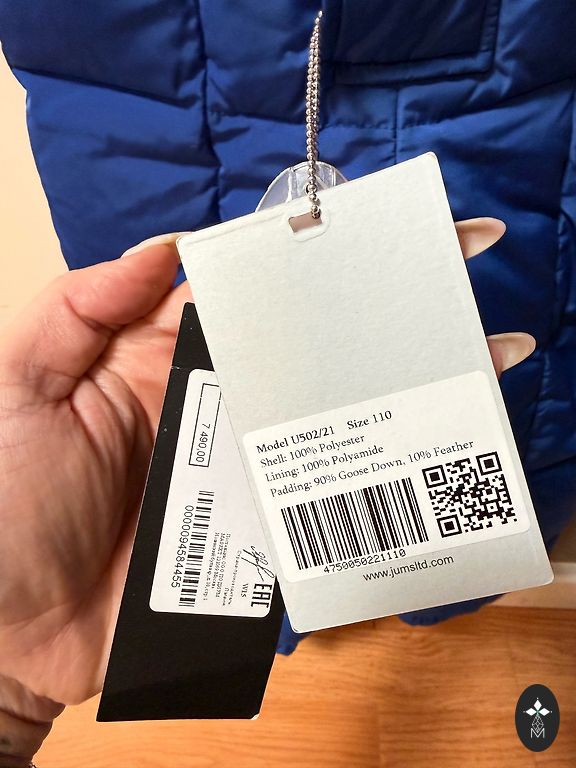 Model U502/21 Size 110
Shell: 100% Polyester
Lining: 100% Polyamide
Padding: 90% Goose Down, 10% Feather
4750050221110
www.jumsltd.com
7 490,00
0000094584455
EAC